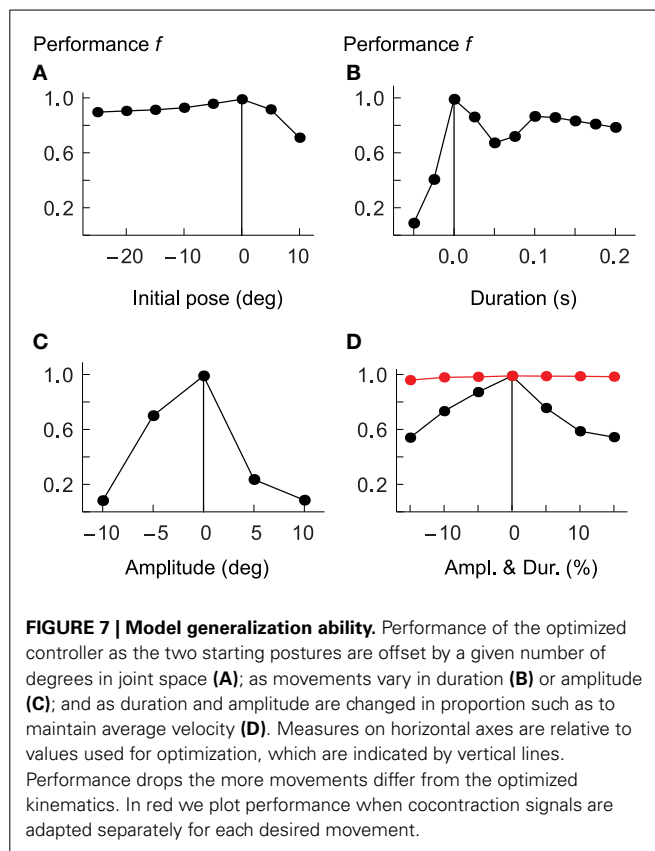 Performance f
Performance f
A
B
1.0
0.6
0.2
−20
−10
0
10
Initial pose (deg)
1.0
0.6
0.2
0.0
0.1
0.2
Duration (s)
C
D
1.0
0.6
0.2
−10
−5
0
5
10
Amplitude (deg)
1.0
0.6
0.2
−10
0
10
Ampl. & Dur. (%)
FIGURE 7 | Model generalization ability. Performance of the optimized
controller as the two starting postures are offset by a given number of
degrees in joint space (A); as movements vary in duration (B) or amplitude
(C); and as duration and amplitude are changed in proportion such as to
maintain average velocity (D). Measures on horizontal axes are relative to
values used for optimization, which are indicated by vertical lines.
Performance drops the more movements differ from the optimized
kinematics. In red we plot performance when cocontraction signals are
adapted separately for each desired movement.